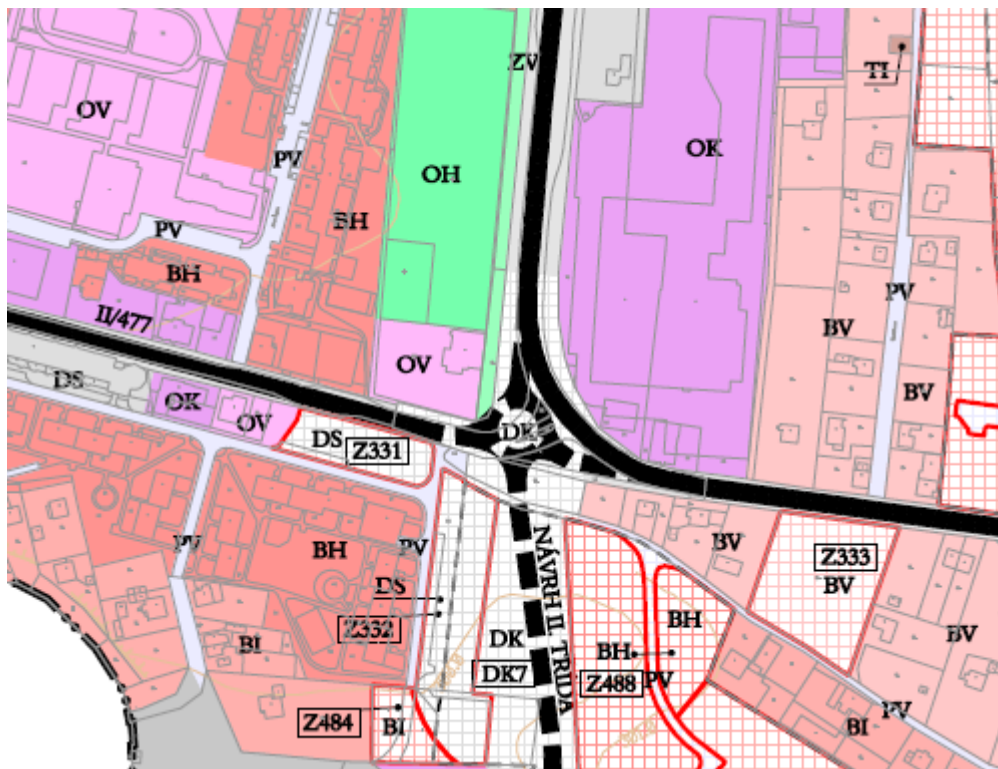 ZV
TI
OV
OK
PV
OH
BH
PV
BH
PV
II/477
BV
OV
DS
BV
OK
OV
DK
DS
Z331
NÁVRH II. TŘÍDA
PV
BH
PV
BV
Z333
BV
DS
Z332
BH
BV
BI
DK
BH
DK7
Z488
PV
Z484
BI
BI
PV